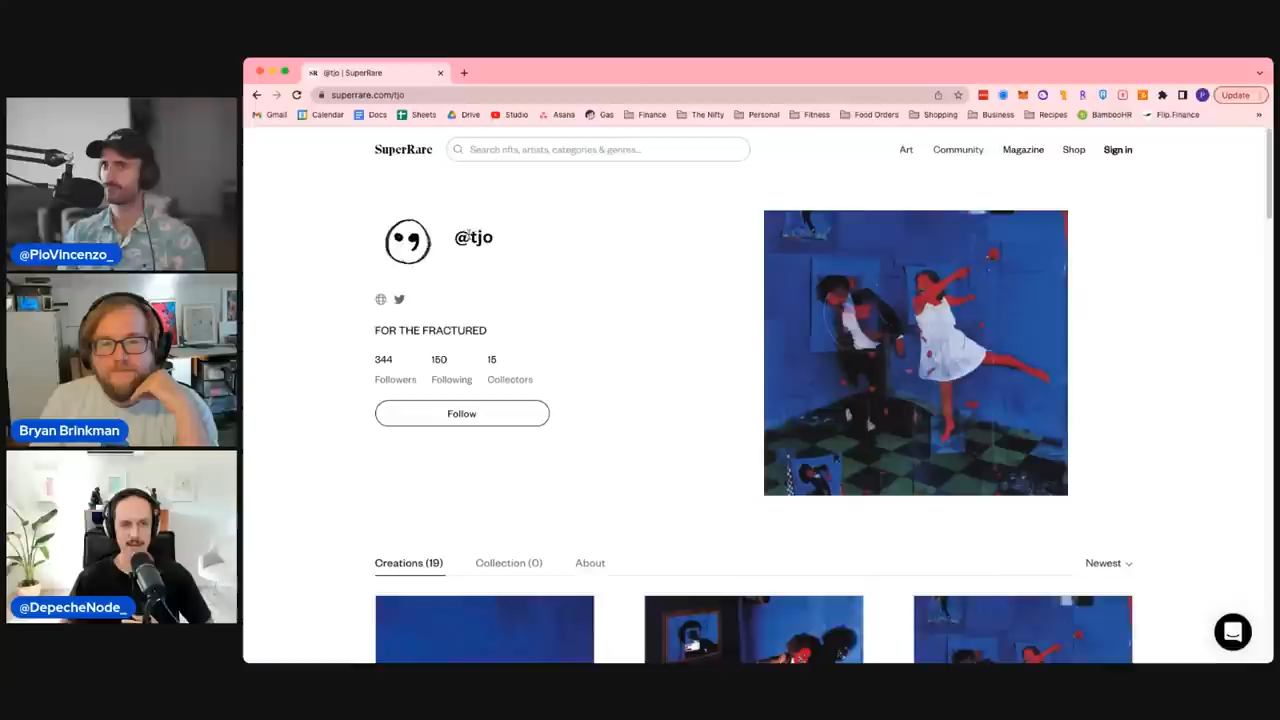 @tjo | SuperRare
superrare.com/tjo
Update
Gmail Calendar Docs Sheets Drive Studio Asana Gas Finance The Nifty Personal Fitness Food Orders Shopping Business Recipes BambooHR Flip.Finance »
SuperRare
Search nfts, artists, categories & genres...
Art Community Magazine Shop Sign in
@tjo
FOR THE FRACTURED
344 150 15
Followers Following Collectors
Follow
Creations (19) Collection (0) About
Newest
@PioVincenzo_
Bryan Brinkman
@DepecheNode_